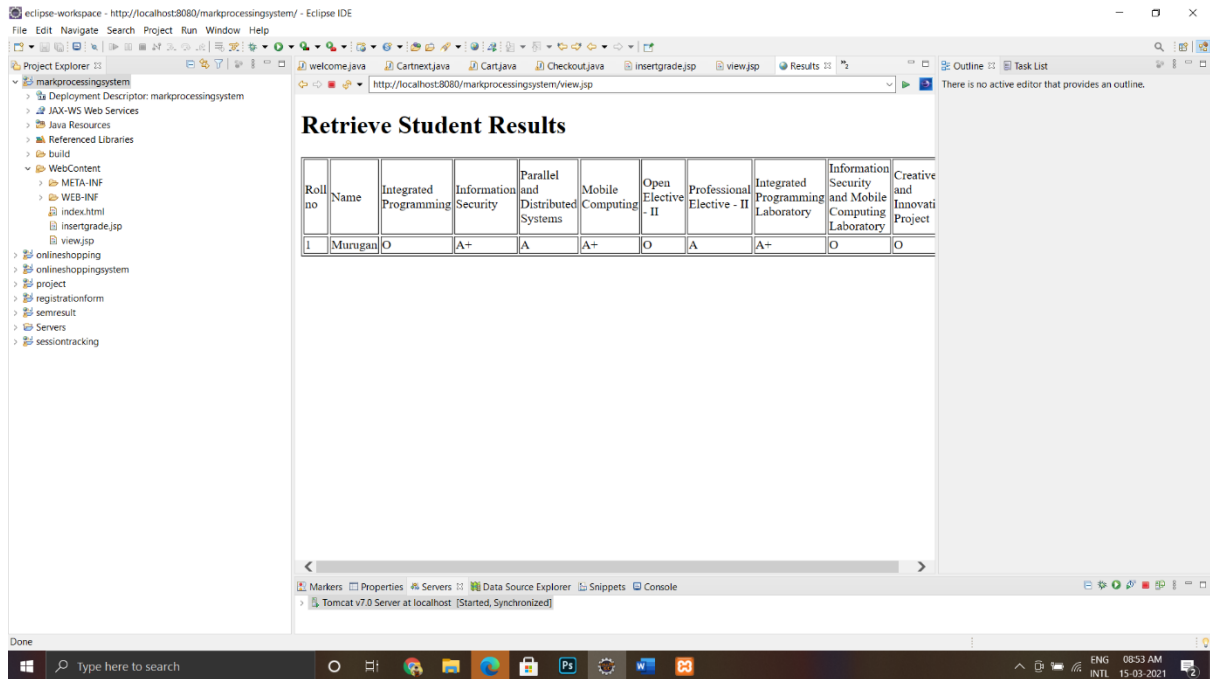 eclipse-workspace - http://localhost:8080/markprocessingsystem/ - Eclipse IDE
File Edit Navigate Search Project Run Window Help
Project Explorer
welcome.java Cartnext.java Cart.java Checkout.java insertgrade.jsp view.jsp Results 2
Outline Task List
markprocessingsystem
Deployment Descriptor: markprocessingsystem
JAX-WS Web Services
Java Resources
Referenced Libraries
build
WebContent
META-INF
WEB-INF
index.html
insertgrade.jsp
view.jsp
onlineshopping
onlineshoppingsystem
project
registrationform
semresult
Servers
sessiontracking
http://localhost:8080/markprocessingsystem/view.jsp
There is no active editor that provides an outline.
Retrieve Student Results
Roll
no
Name
Integrated
Programming
Information
Security
Parallel
and
Distributed
Systems
Mobile
Computing
Open
Elective
- II
Professional
Elective - II
Integrated
Programming
Laboratory
Information
Security
and Mobile
Computing
Laboratory
Creative
and
Innovati
Project
1 Murugan O A+ A A+ O A A+ O O
Markers Properties Servers Data Source Explorer Snippets Console
Tomcat v7.0 Server at localhost [Started, Synchronized]
Done
Type here to search
Ps
W
ENG
INTL
08:53 AM
15-03-2021
2